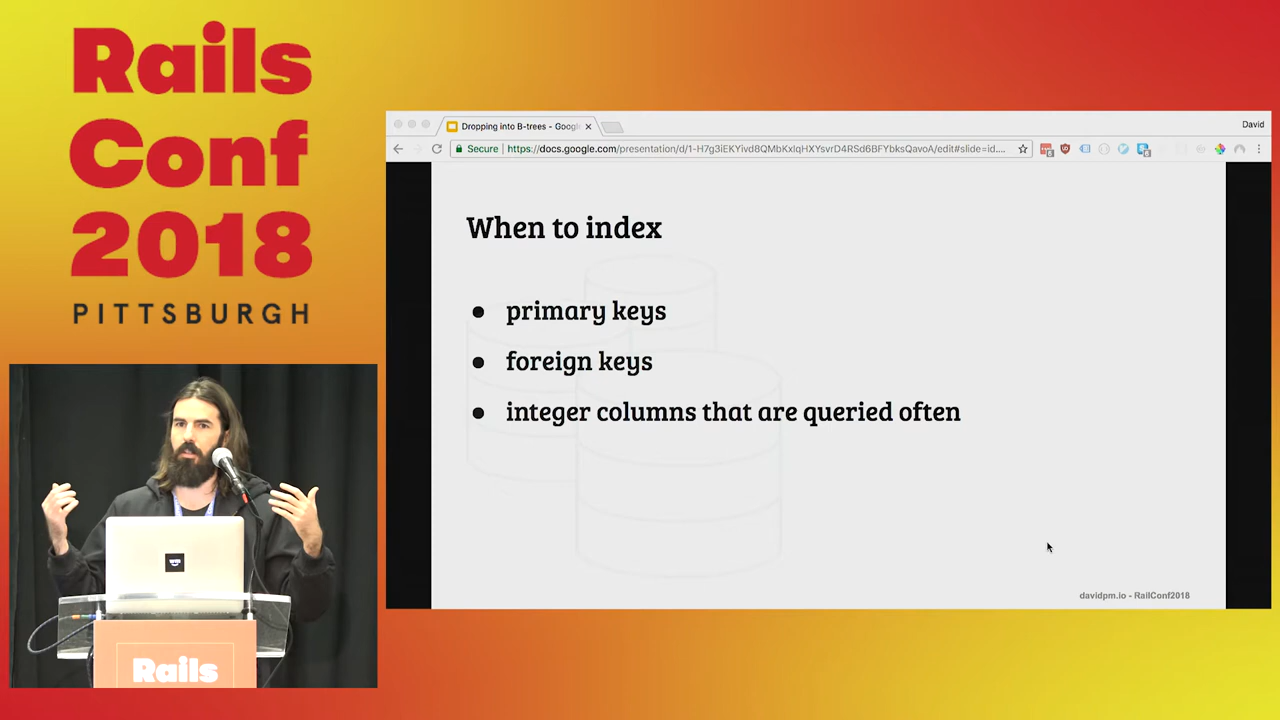 Rails
Conf
2018
PITTSBURGH
Dropping into B-trees - Googl
David
Secure
https://docs.google.com/presentation/d/1-H7g3iEKYivd8QMbKxlqHXYsvrD4RSd6BFYbksQavoA/edit#slide=id....
When to index
● primary keys
● foreign keys
● integer columns that are queried often
davidpm.io - RailConf2018
Rails